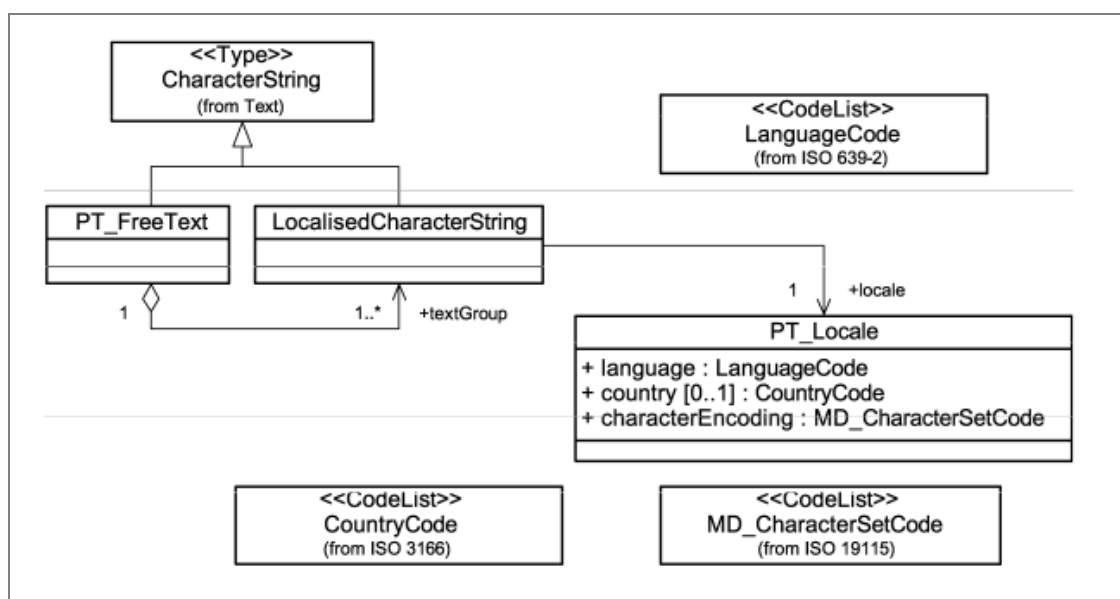 <<Type>>
CharacterString
(from Text)
<<CodeList>>
LanguageCode
(from ISO 639-2)
PT_FreeText
LocalisedCharacterString
1
1..*
+textGroup
1
+locale
PT_Locale
+ language : LanguageCode
+ country [0..1] : CountryCode
+ characterEncoding : MD_CharacterSetCode
<<CodeList>>
CountryCode
(from ISO 3166)
<<CodeList>>
MD_CharacterSetCode
(from ISO 19115)